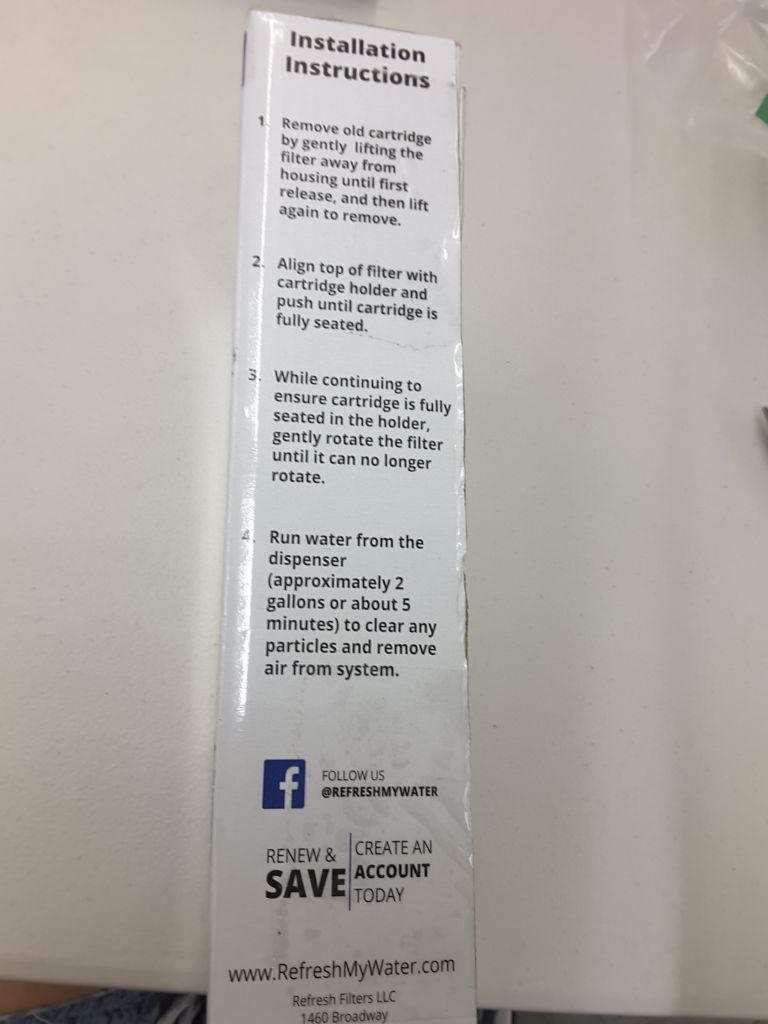 Installation
Instructions
1. Remove old cartridge
by gently lifting the
filter away from
housing until first
release, and then lift
again to remove.
2. Align top of filter with
cartridge holder and
push until cartridge is
fully seated.
3. While continuing to
ensure cartridge is fully
seated in the holder,
gently rotate the filter
until it can no longer
rotate.
4. Run water from the
dispenser
(approximately 2
gallons or about 5
minutes) to clear any
particles and remove
air from system.
f
FOLLOW US
@REFRESHMYWATER
RENEW &
SAVE
CREATE AN
ACCOUNT
TODAY
www.RefreshMyWater.com
Refresh Filters LLC
1460 Broadway